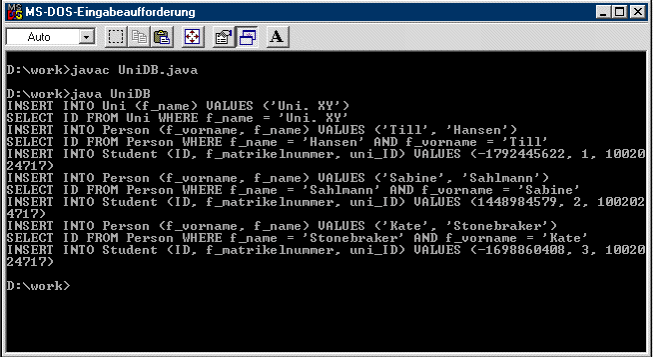 MS-DOS-Eingabeaufforderung
Auto
A
D:\work>javac UniDB.java
D:\work>java UniDB
INSERT INTO Uni (f_name) VALUES ('Uni. XY')
SELECT ID FROM Uni WHERE f_name = 'Uni. XY'
INSERT INTO Person (f_vorname, f_name) VALUES ('Till', 'Hansen')
SELECT ID FROM Person WHERE f_name = 'Hansen' AND f_vorname = 'Till'
INSERT INTO Student (ID, f_matrikelnummer, uni_ID) VALUES (-1792445622, 1, 10020
24717)
INSERT INTO Person (f_vorname, f_name) VALUES ('Sabine', 'Sahlmann')
SELECT ID FROM Person WHERE f_name = 'Sahlmann' AND f_vorname = 'Sabine'
INSERT INTO Student (ID, f_matrikelnummer, uni_ID) VALUES (1448984579, 2, 100202
4717)
INSERT INTO Person (f_vorname, f_name) VALUES ('Kate', 'Stonebraker')
SELECT ID FROM Person WHERE f_name = 'Stonebraker' AND f_vorname = 'Kate'
INSERT INTO Student (ID, f_matrikelnummer, uni_ID) VALUES (-1698860408, 3, 10020
24717)
D:\work>